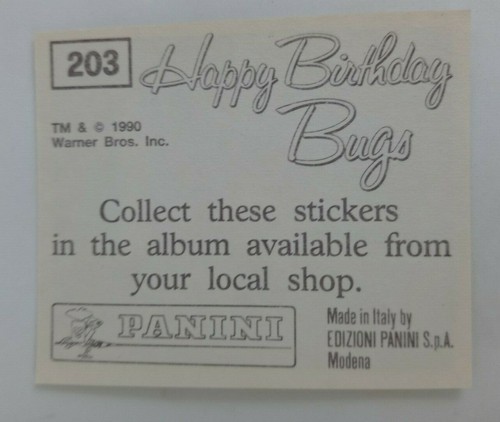 203
Happy Birthday
Bugs
TM & © 1990
Warner Bros. Inc.
Collect these stickers
in the album available from
your local shop.
PANINI
Made in Italy by
EDIZIONI PANINI S.p.A.
Modena